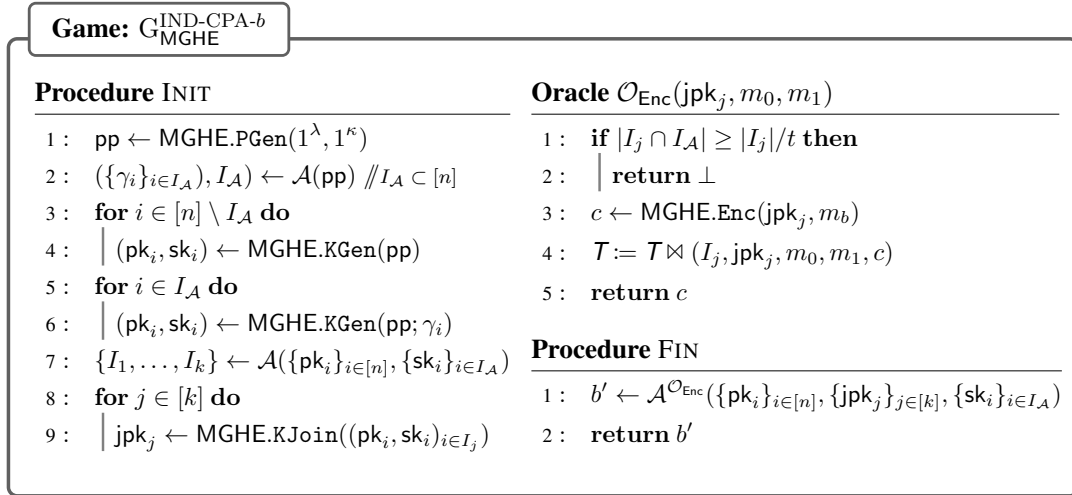 Game: G^{IND-CPA-b}_{MGHE}
Procedure INIT
1 : pp ← MGHE.PGen(1^λ, 1^κ)
2 : ({γ_i}_{i∈I_𝒜}), I_𝒜) ← 𝒜(pp) // I_𝒜 ⊂ [n]
3 : for i ∈ [n] \ I_𝒜 do
4 : (pk_i, sk_i) ← MGHE.KGen(pp)
5 : for i ∈ I_𝒜 do
6 : (pk_i, sk_i) ← MGHE.KGen(pp; γ_i)
7 : {I_1, . . . , I_k} ← 𝒜({pk_i}_{i∈[n]}, {sk_i}_{i∈I_𝒜})
8 : for j ∈ [k] do
9 : jpk_j ← MGHE.KJoin((pk_i, sk_i)_{i∈I_j})
Oracle 𝒪_Enc(jpk_j, m_0, m_1)
1 : if |I_j ∩ I_𝒜| ≥ |I_j|/t then
2 : return ⊥
3 : c ← MGHE.Enc(jpk_j, m_b)
4 : T := T ⋈ (I_j, jpk_j, m_0, m_1, c)
5 : return c
Procedure FIN
1 : b′ ← 𝒜^{𝒪_Enc}({pk_i}_{i∈[n]}, {jpk_j}_{j∈[k]}, {sk_i}_{i∈I_𝒜})
2 : return b′